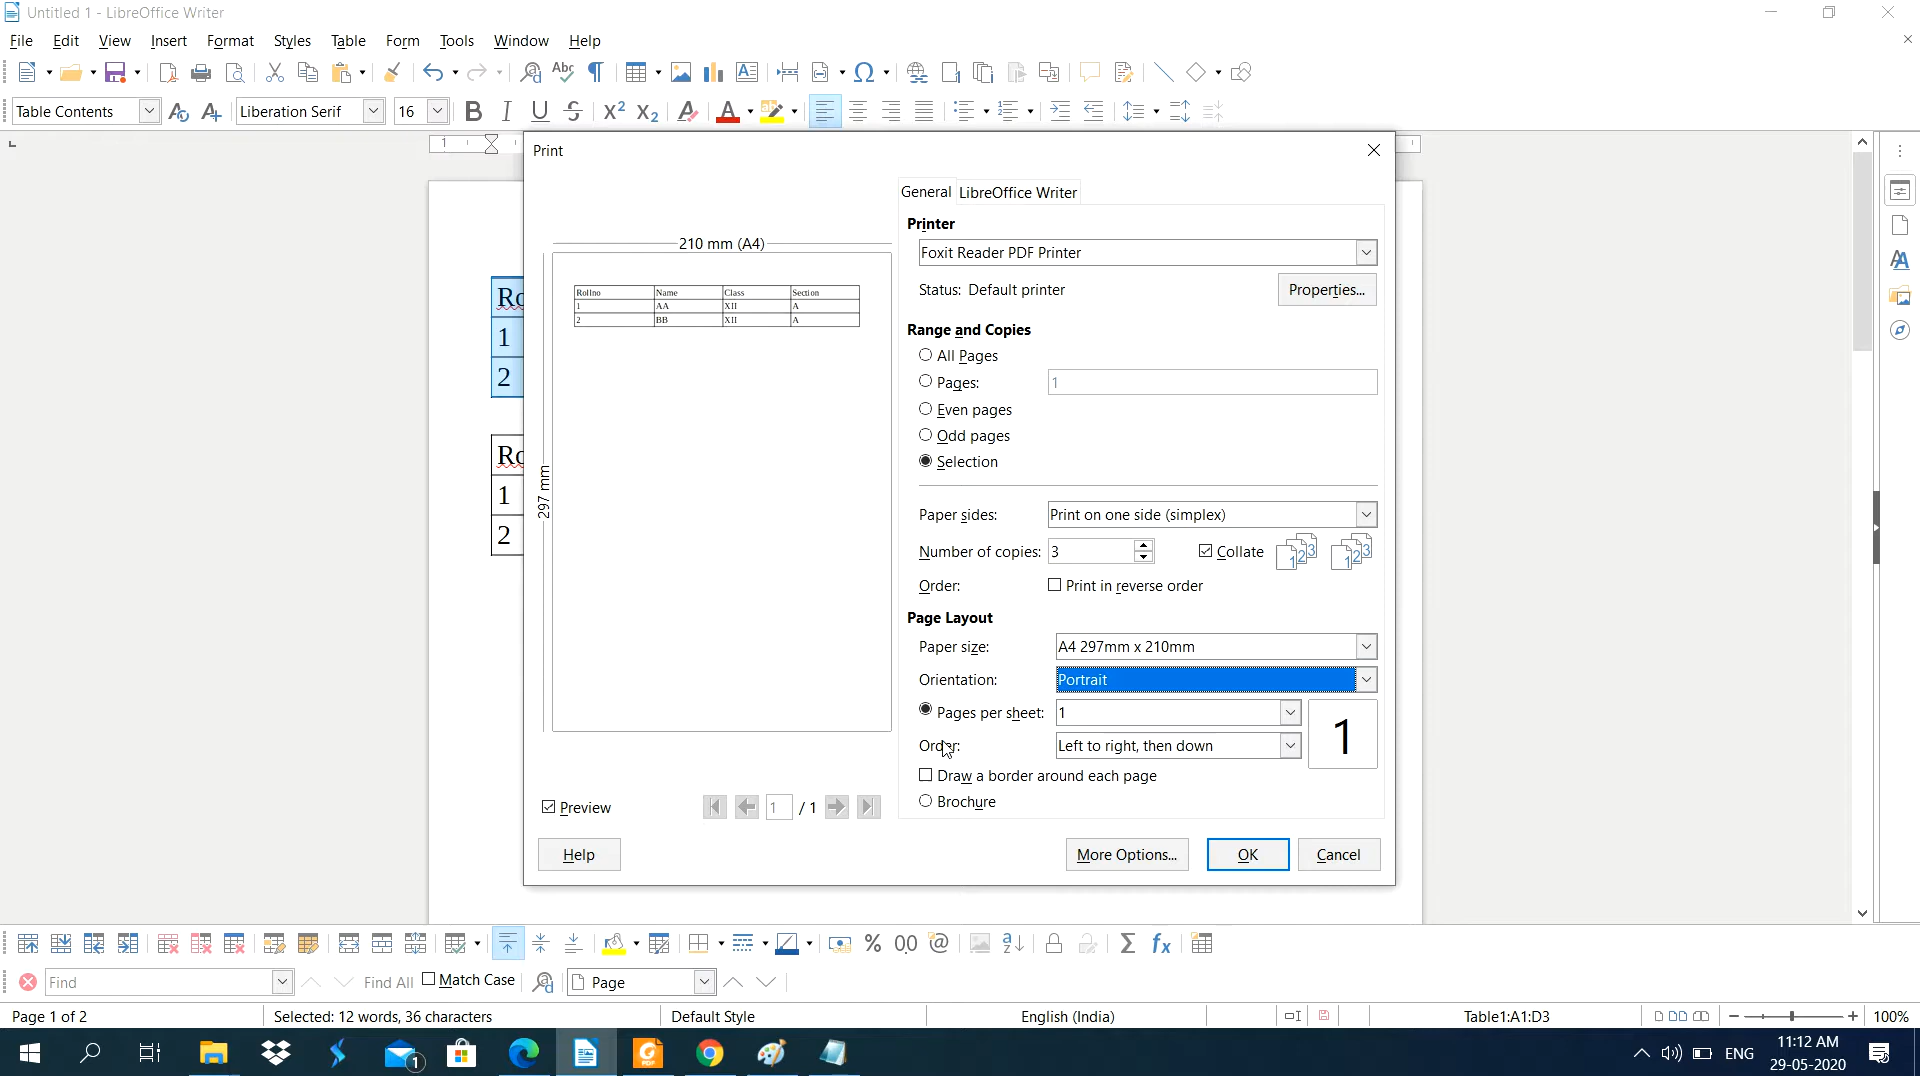 Untitled 1 - LibreOffice Writer
File Edit View Insert Format Styles Table Form Tools Window Help
Table Contents Liberation Serif 16
Print
General LibreOffice Writer
Printer
Foxit Reader PDF Printer
Status: Default printer Properties...
210 mm (A4)
297 mm
Rollno Name Class Section
1 AA XII A
2 BB XII A
Range and Copies
All Pages
Pages: 1
Even pages
Odd pages
Selection
Paper sides: Print on one side (simplex)
Number of copies: 3 Collate
Order: Print in reverse order
Page Layout
Paper size: A4 297mm x 210mm
Orientation: Portrait
Pages per sheet: 1
1
Order: Left to right, then down
Draw a border around each page
Brochure
Preview 1 / 1
Help More Options... OK Cancel
1
2
1
2
Find Find All Match Case Page
Page 1 of 2 Selected: 12 words, 36 characters Default Style English (India) Table1:A1:D3 100%
ENG 11:12 AM
29-05-2020